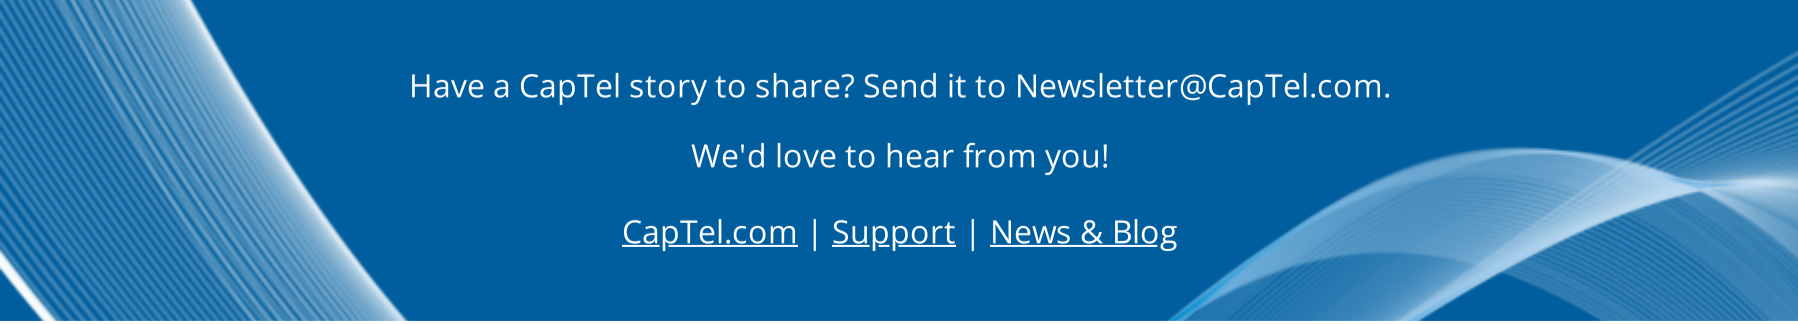 Have a CapTel story to share? Send it to Newsletter@CapTel.com.
We'd love to hear from you!
CapTel.com | Support | News & Blog